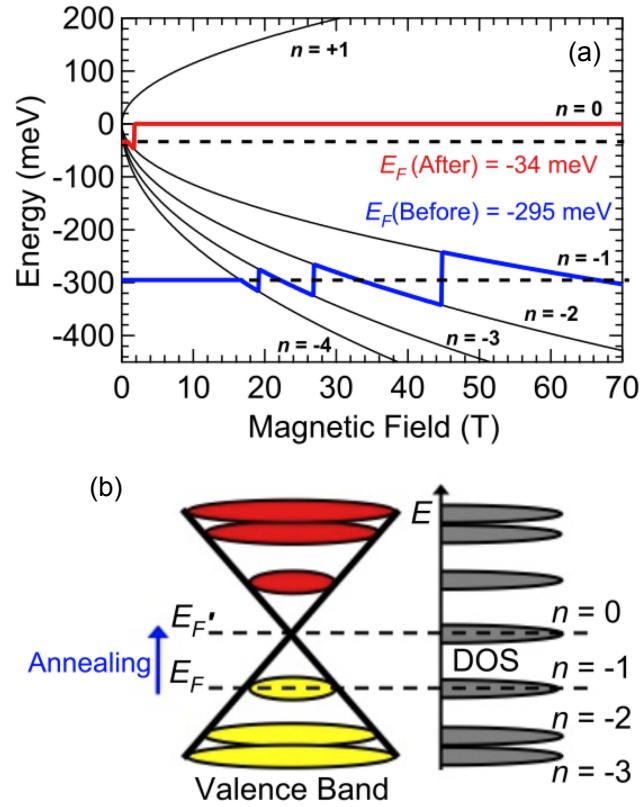 (a)
200
100
0
-100
-200
-300
-400
Energy (meV)
n = +1
n = 0
E_F(After) = -34 meV
E_F(Before) = -295 meV
n = -1
n = -2
n = -3
n = -4
0 10 20 30 40 50 60 70
Magnetic Field (T)
(b)
E
E_F'
n = 0
Annealing
DOS
n = -1
E_F
n = -2
n = -3
Valence Band